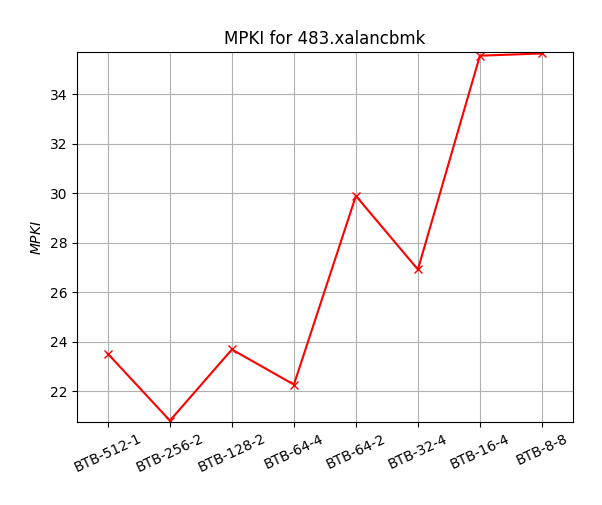 MPKI for 483.xalancbmk
MPKI
34
32
30
28
26
24
22
BTB-512-1
BTB-256-2
BTB-128-2
BTB-64-4
BTB-64-2
BTB-32-4
BTB-16-4
BTB-8-8